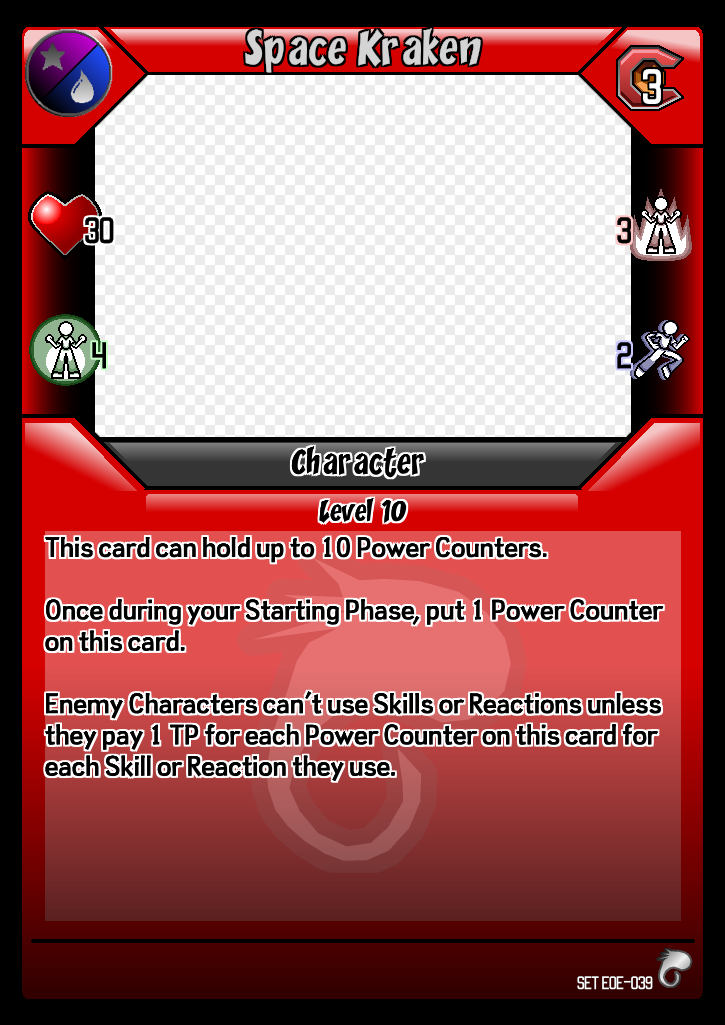 Space Kraken
3
30
3
4
2
Character
Level 10
This card can hold up to 10 Power Counters.
Once during your Starting Phase, put 1 Power Counter
on this card.
Enemy Characters can't use Skills or Reactions unless
they pay 1 TP for each Power Counter on this card for
each Skill or Reaction they use.
SET EOE-039